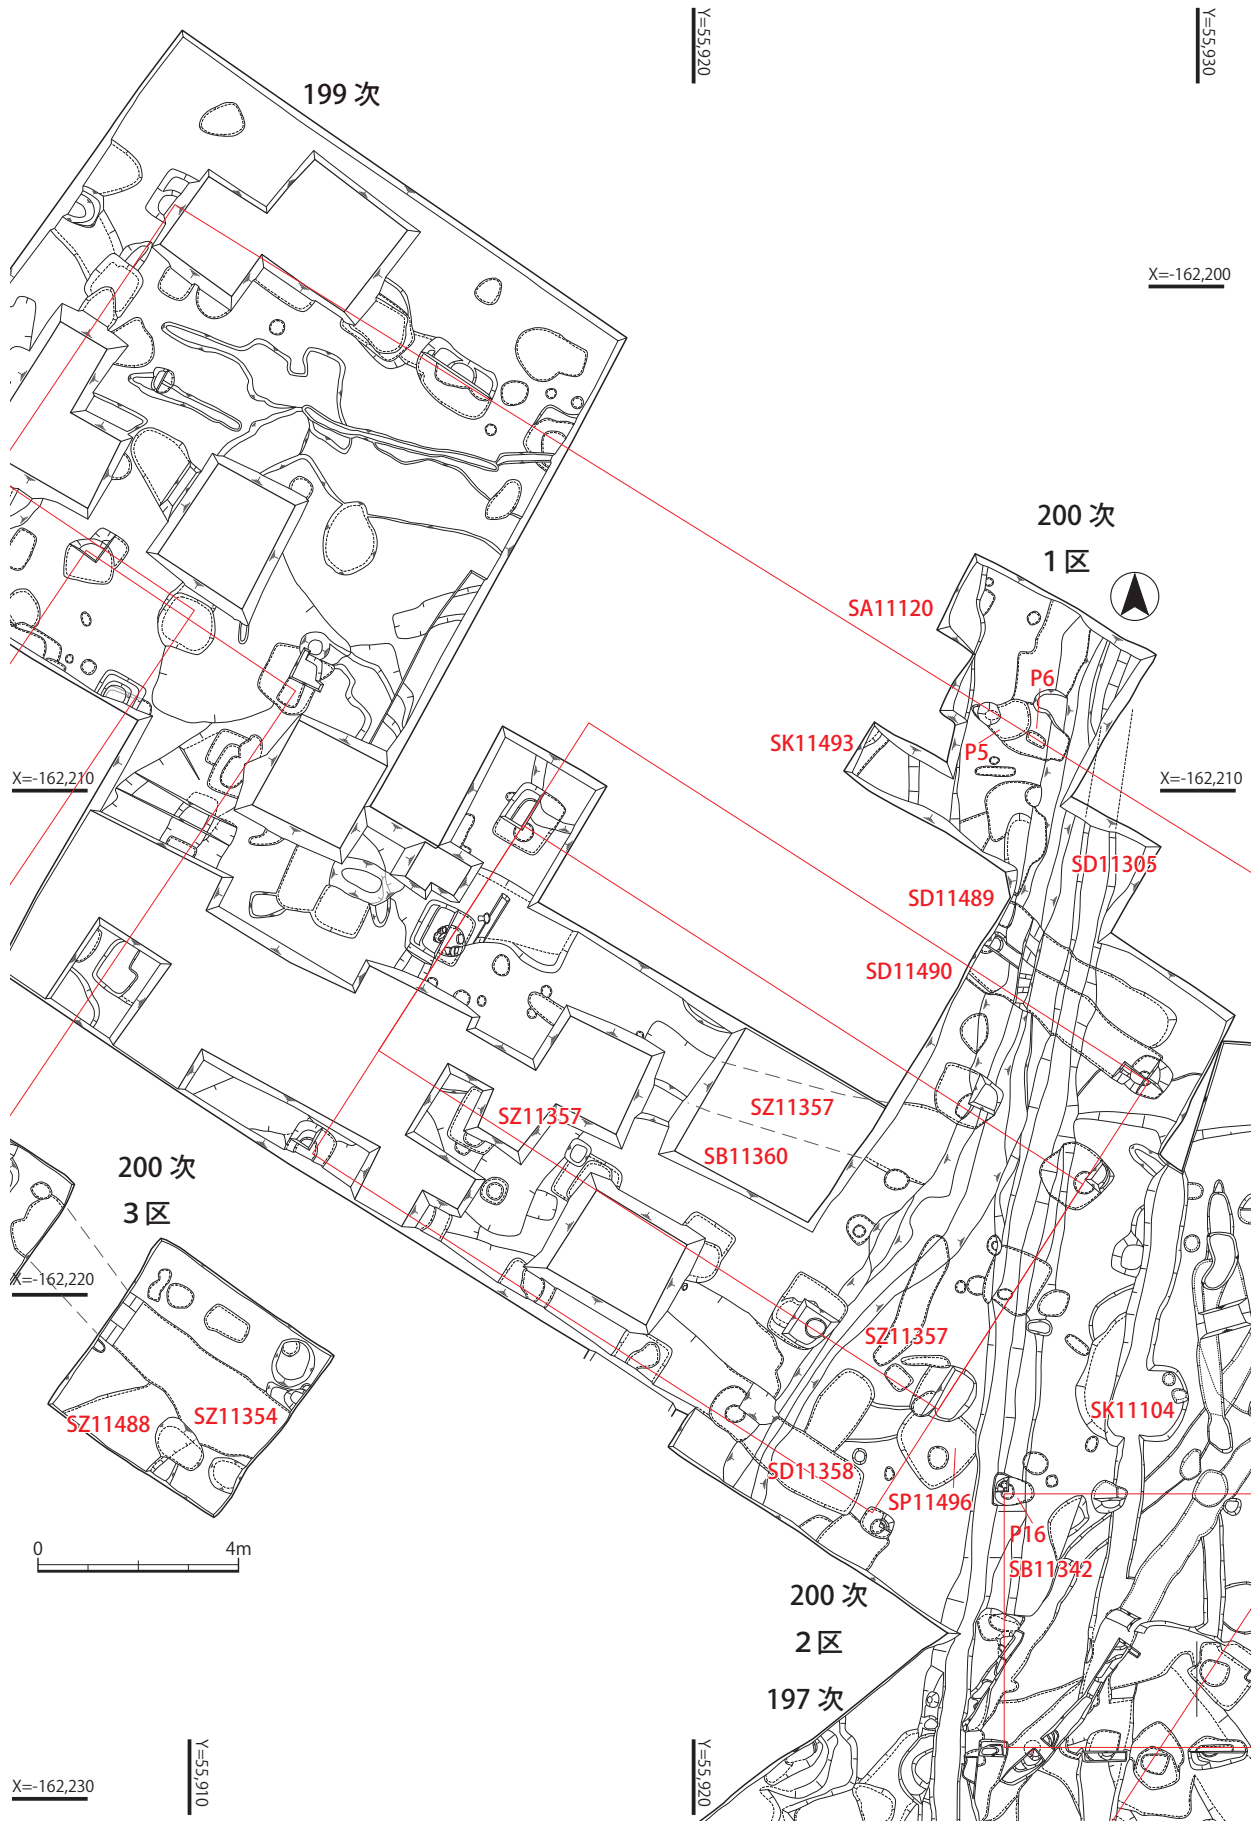 Y=55,920
Y=55,930
199 次
X=-162,200
200 次
1 区
SA11120
P6
P5
SK11493
X=-162,210
X=-162,210
SD11305
SD11489
SD11490
SZ11357
SZ11357
SB11360
200 次
3 区
X=-162,220
SZ11357
SK11104
SZ11488
SZ11354
SD11358
SP11496
P16
SB11342
0
4m
200 次
2 区
197 次
X=-162,230
Y=55,910
Y=55,920